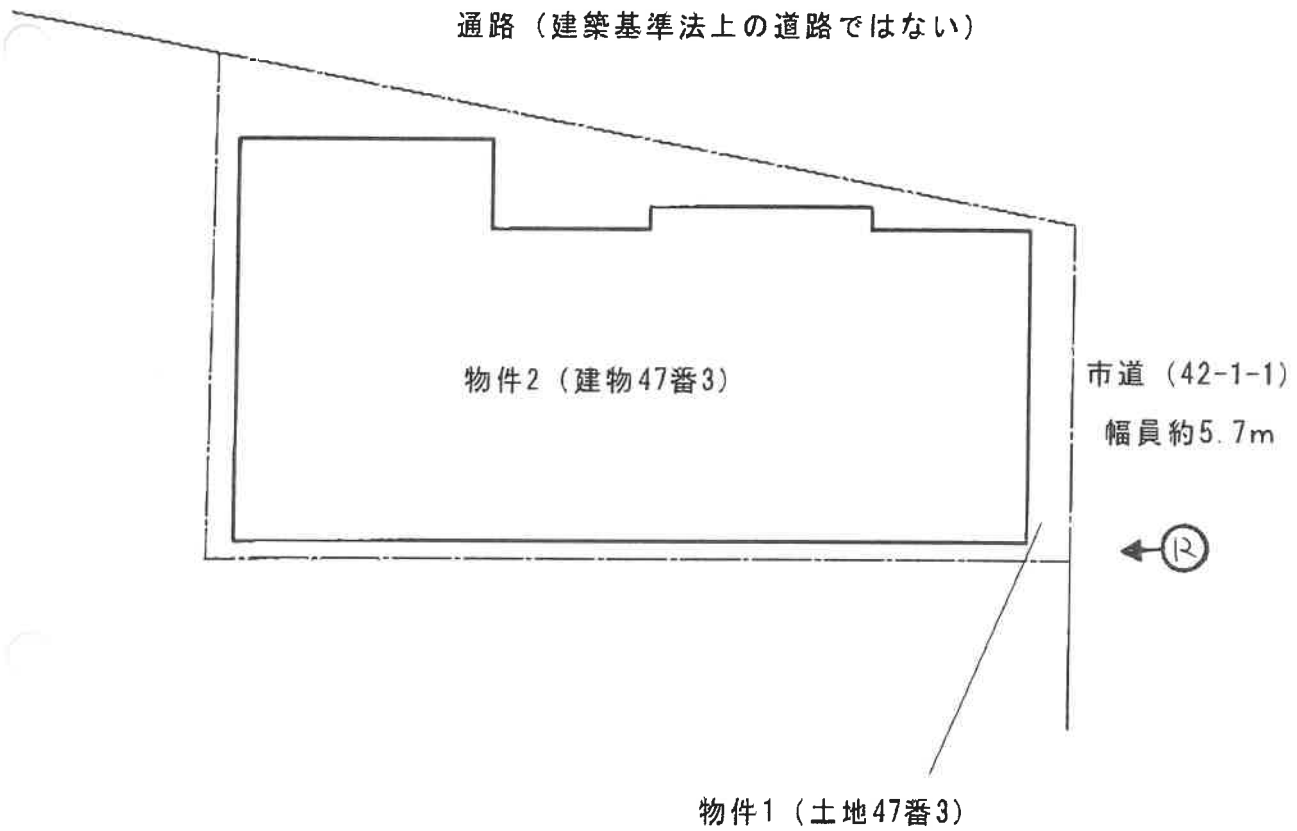 通路（建築基準法上の道路ではない）
物件2（建物47番3）
市道（42-1-1）
幅員約5.7m
12
物件1（土地47番3）